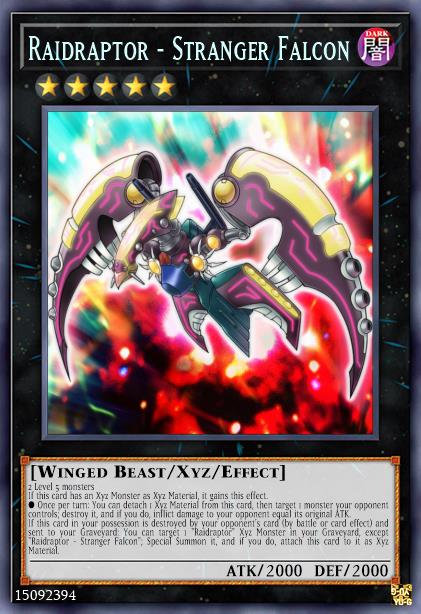 RAIDRAPTOR - STRANGER FALCON
DARK
闇
[WINGED BEAST/XYZ/EFFECT]
2 Level 5 monsters
If this card has an Xyz Monster as Xyz Material, it gains this effect.
● Once per turn: You can detach 1 Xyz Material from this card, then target 1 monster your opponent
controls; destroy it, and if you do, inflict damage to your opponent equal its original ATK.
If this card in your possession is destroyed by your opponent's card (by battle or card effect) and
sent to your Graveyard: You can target 1 "Raidraptor" Xyz Monster in your Graveyard, except
"Raidraptor - Stranger Falcon"; Special Summon it, and if you do, attach this card to it as Xyz
Material.
ATK/2000 DEF/2000
15092394